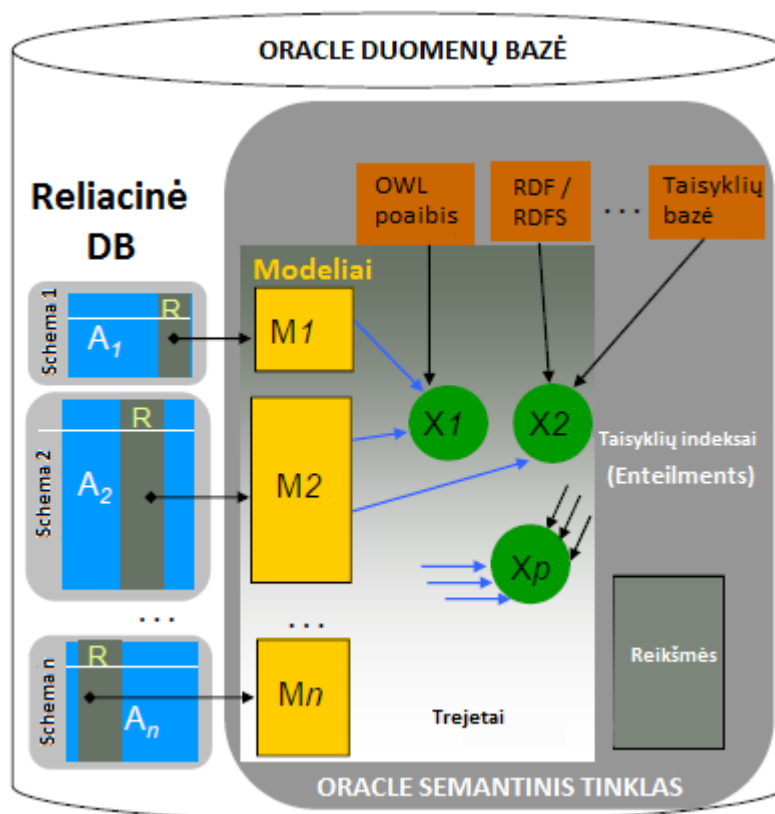 ORACLE DUOMENŲ BAZĖ
Reliacinė
DB
OWL
poaibis
RDF /
RDFS
...
Taisyklių
bazė
Modeliai
Schema 1
R
A1
M1
X1
X2
Schema 2
R
A2
M2
Taisyklių indeksai
(Enteilments)
Xp
...
...
Schema n
R
An
Mn
Trejetai
Reikšmės
ORACLE SEMANTINIS TINKLAS